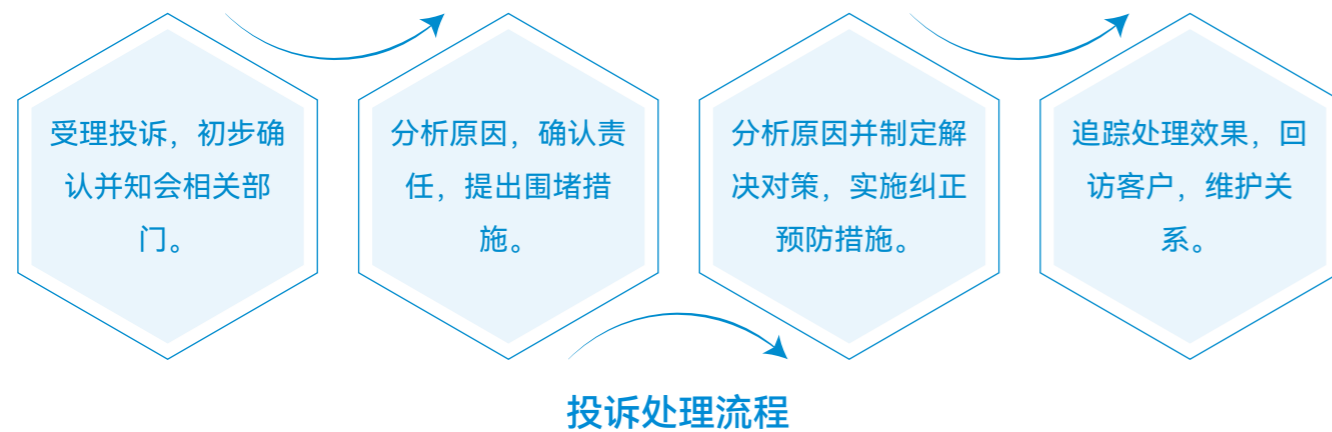 受理投诉，初步确
认并知会相关部
门。
分析原因，确认责
任，提出围堵措
施。
分析原因并制定解
决对策，实施纠正
预防措施。
追踪处理效果，回
访客户，维护关
系。
投诉处理流程